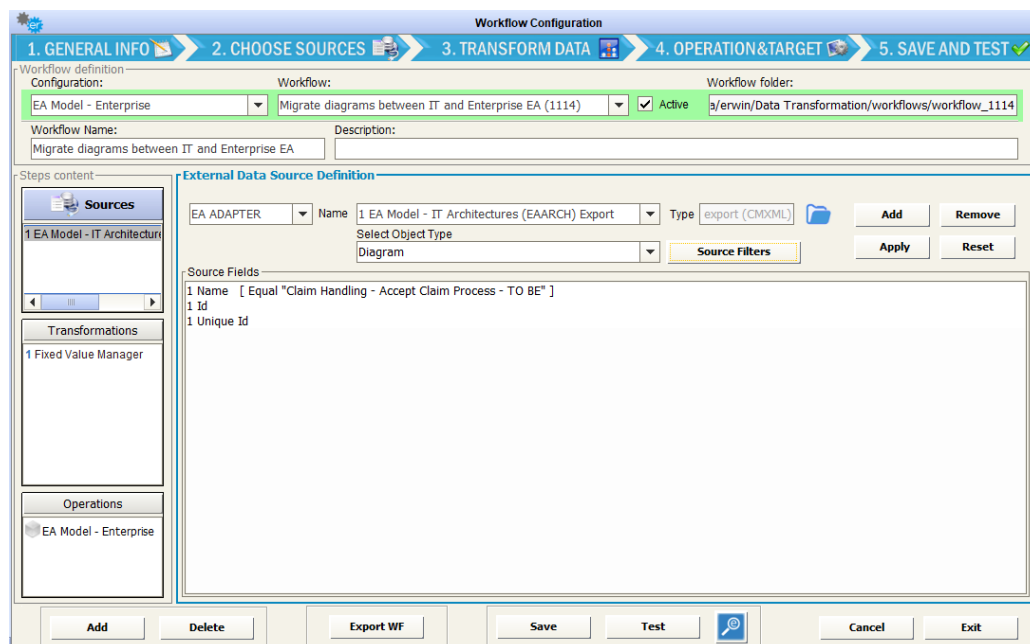 er
Workflow Configuration
1. GENERAL INFO 2. CHOOSE SOURCES 3. TRANSFORM DATA 4. OPERATION&TARGET 5. SAVE AND TEST
Workflow definition
Configuration: Workflow: Workflow folder:
EA Model - Enterprise Migrate diagrams between IT and Enterprise EA (1114) Active a/erwin/Data Transformation/workflows/workflow_1114
Workflow Name: Description:
Migrate diagrams between IT and Enterprise EA
Steps content External Data Source Definition
Sources
EA ADAPTER Name 1 EA Model - IT Architectures (EAARCH) Export Type export (CMXML) Add Remove
1 EA Model - IT Architecture
Select Object Type
Diagram Source Filters Apply Reset
Source Fields
1 Name [ Equal "Claim Handling - Accept Claim Process - TO BE" ]
1 Id
1 Unique Id
Transformations
1 Fixed Value Manager
Operations
EA Model - Enterprise
Add Delete Export WF Save Test Cancel Exit